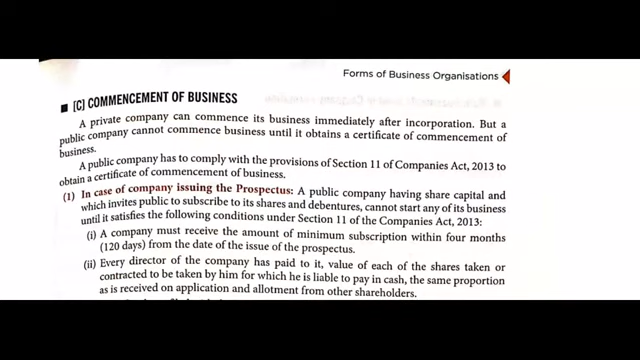 Forms of Business Organisations
■ [C] COMMENCEMENT OF BUSINESS
A private company can commence its business immediately after incorporation. But a
public company cannot commence business until it obtains a certificate of commencement of
business.
A public company has to comply with the provisions of Section 11 of Companies Act, 2013 to
obtain a certificate of commencement of business.
(1) In case of company issuing the Prospectus: A public company having share capital and
which invites public to subscribe to its shares and debentures, cannot start any of its business
until it satisfies the following conditions under Section 11 of the Companies Act, 2013:
(i) A company must receive the amount of minimum subscription within four months
(120 days) from the date of the issue of the prospectus.
(ii) Every director of the company has paid to it, value of each of the shares taken or
contracted to be taken by him for which he is liable to pay in cash, the same proportion
as is received on application and allotment from other shareholders.